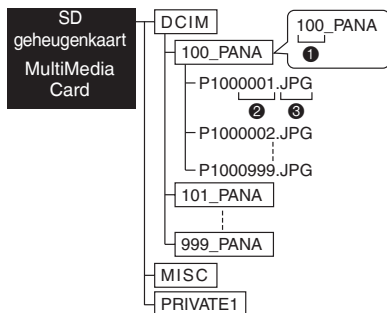 SD
geheugenkaart
MultiMedia
Card
DCIM
100_PANA
100_PANA
❶
P1000001.JPG
❷ ❸
P1000002.JPG
P1000999.JPG
101_PANA
999_PANA
MISC
PRIVATE1